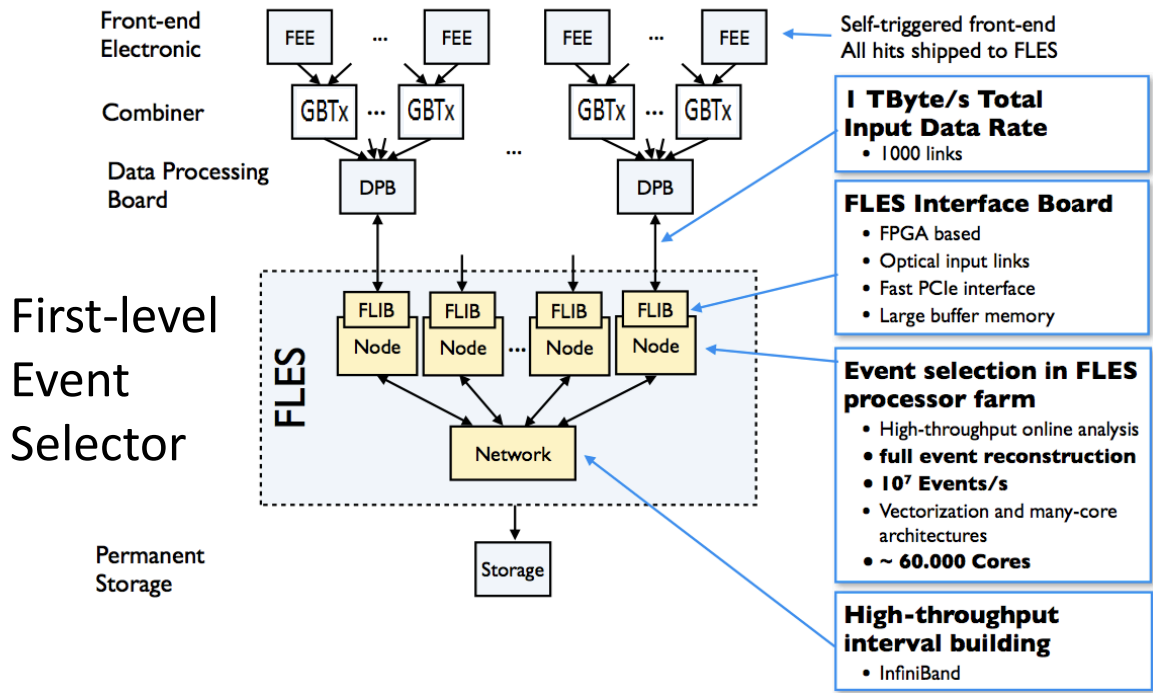 Front-end
Electronic
FEE
...
FEE
FEE
...
FEE
Self-triggered front-end
All hits shipped to FLES
Combiner
GBTx
...
GBTx
GBTx
...
GBTx
...
Data Processing
Board
DPB
DPB
1 TByte/s Total
Input Data Rate
• 1000 links
FLES Interface Board
• FPGA based
• Optical input links
• Fast PCIe interface
• Large buffer memory
First-level
Event
Selector
FLES
FLIB
FLIB
FLIB
FLIB
Node
Node
...
Node
Node
Network
Event selection in FLES
processor farm
• High-throughput online analysis
• full event reconstruction
• 10⁷ Events/s
• Vectorization and many-core
architectures
• ~ 60.000 Cores
Permanent
Storage
Storage
High-throughput
interval building
• InfiniBand